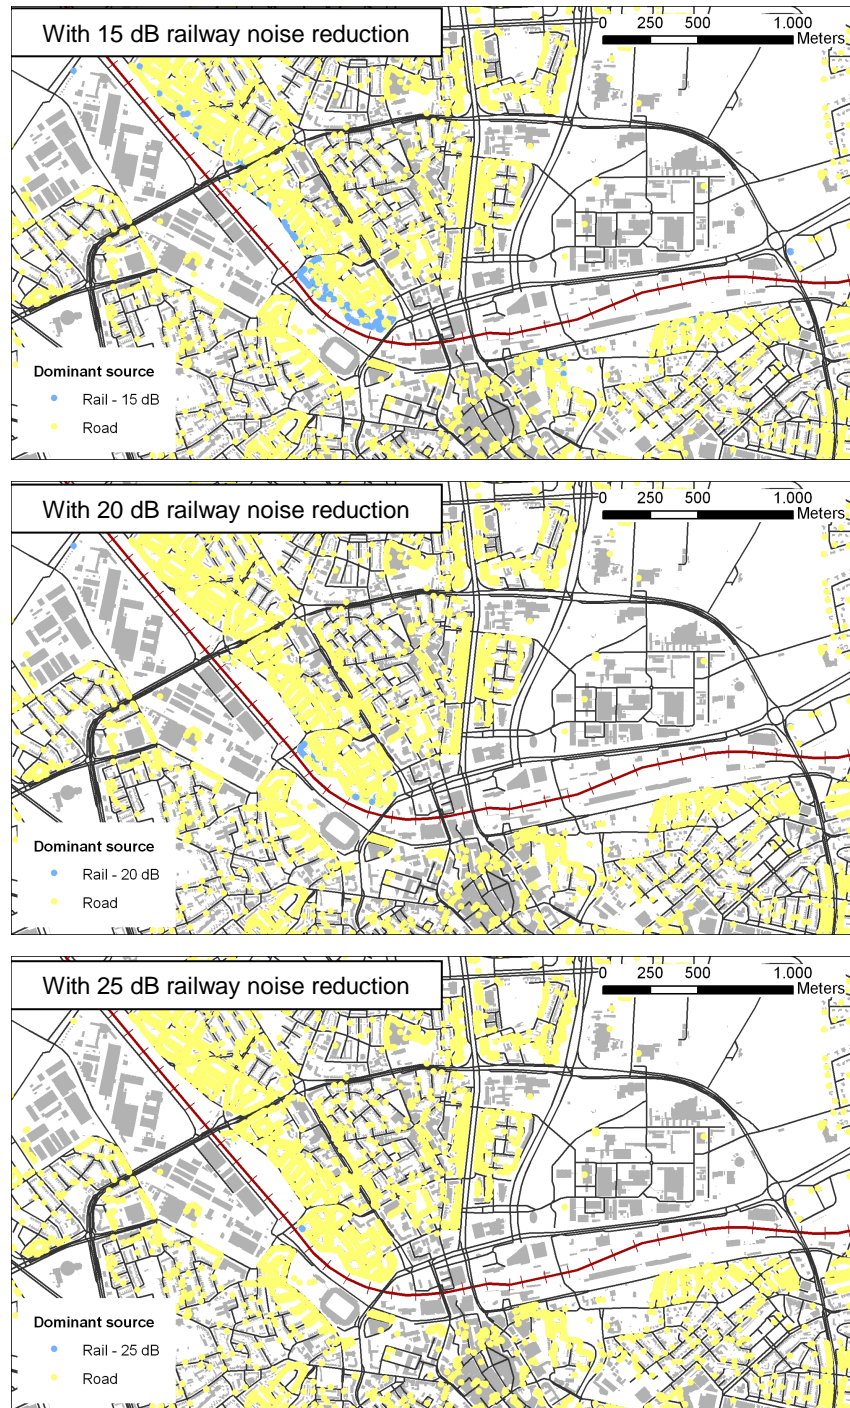 With 15 dB railway noise reduction
0 250 500 1.000
Meters
Dominant source
Rail - 15 dB
Road
With 20 dB railway noise reduction
0 250 500 1.000
Meters
Dominant source
Rail - 20 dB
Road
With 25 dB railway noise reduction
0 250 500 1.000
Meters
Dominant source
Rail - 25 dB
Road